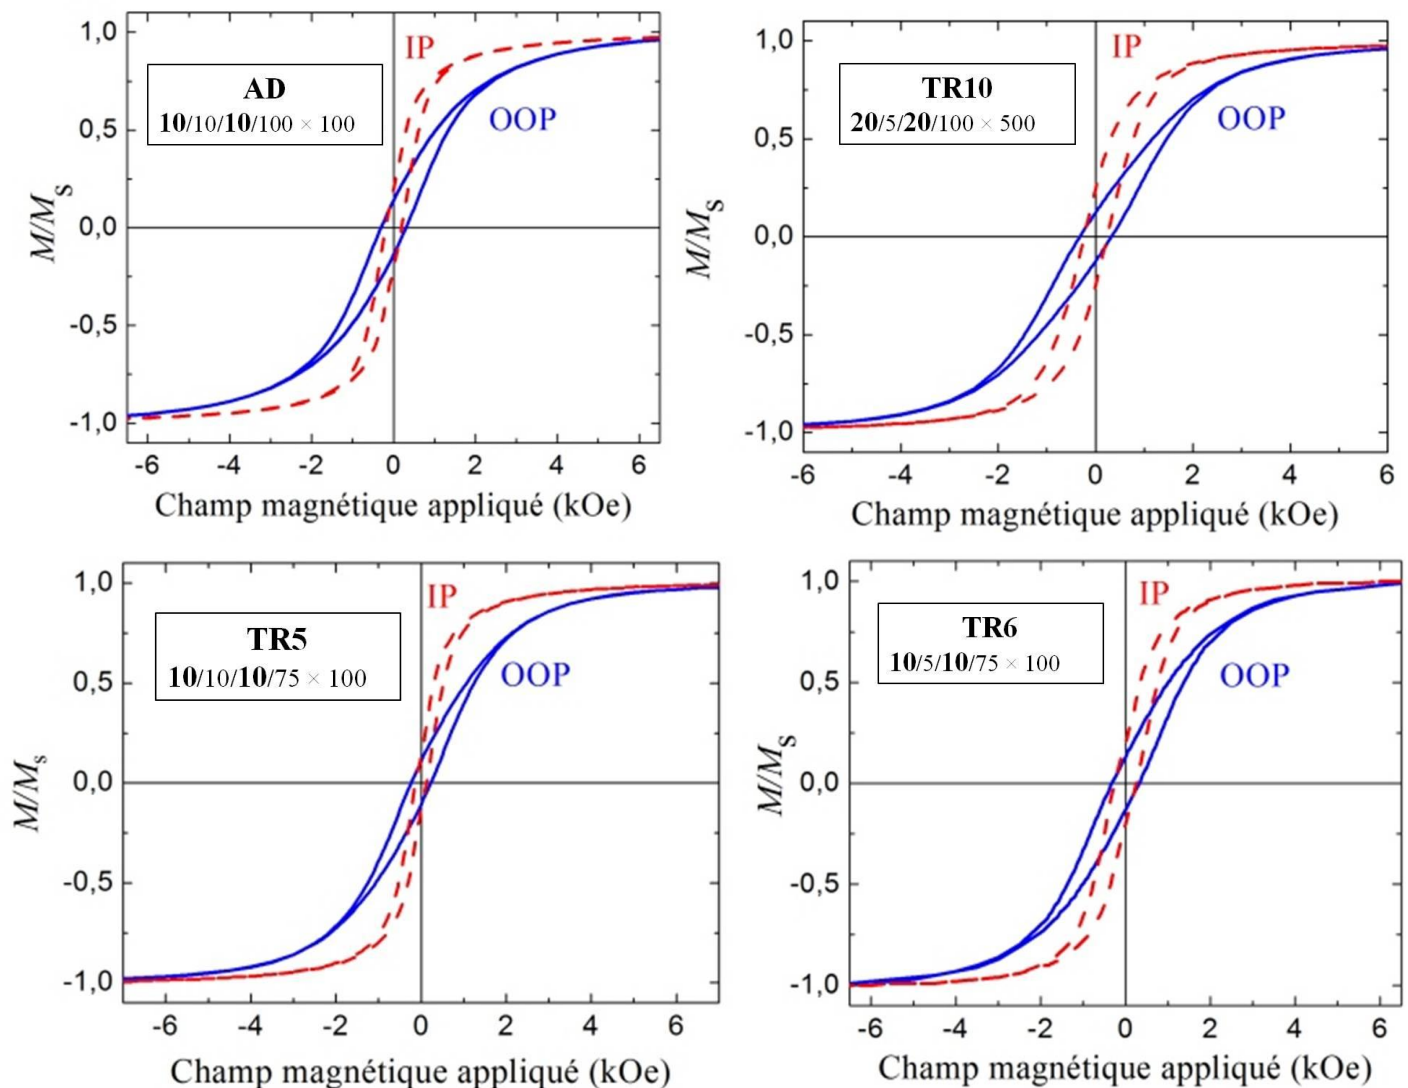 1,0
0,5
0,0
-0,5
-1,0
M/Ms
IP
OOP
AD
10/10/10/100 × 100
-6 -4 -2 0 2 4 6
Champ magnétique appliqué (kOe)
1,0
0,5
0,0
-0,5
-1,0
M/Ms
IP
OOP
TR10
20/5/20/100 × 500
-6 -4 -2 0 2 4 6
Champ magnétique appliqué (kOe)
1,0
0,5
0,0
-0,5
-1,0
M/Ms
IP
OOP
TR5
10/10/10/75 × 100
-6 -4 -2 0 2 4 6
Champ magnétique appliqué (kOe)
1,0
0,5
0,0
-0,5
-1,0
M/Ms
IP
OOP
TR6
10/5/10/75 × 100
-6 -4 -2 0 2 4 6
Champ magnétique appliqué (kOe)